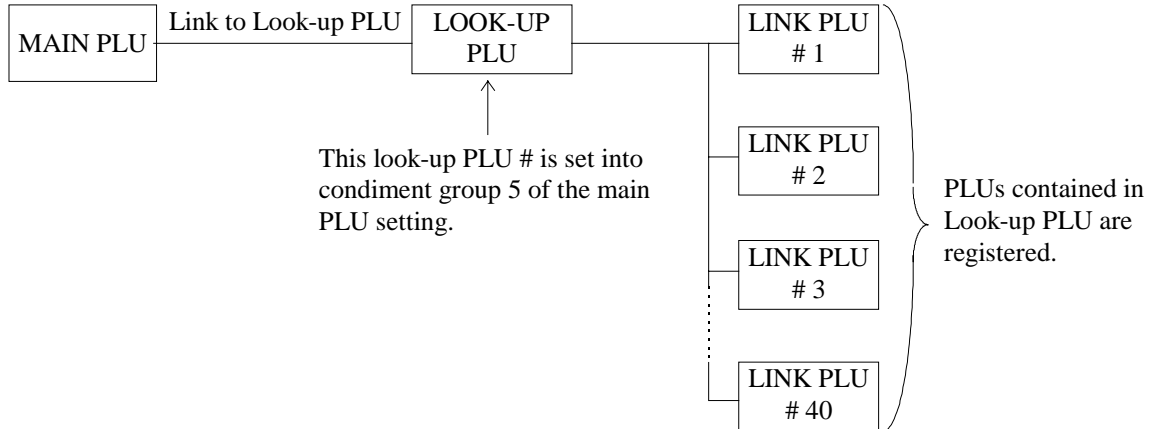 MAIN PLU
Link to Look-up PLU
LOOK-UP
PLU
LINK PLU
# 1
This look-up PLU # is set into
condiment group 5 of the main
PLU setting.
LINK PLU
# 2
LINK PLU
# 3
LINK PLU
# 40
PLUs contained in
Look-up PLU are
registered.